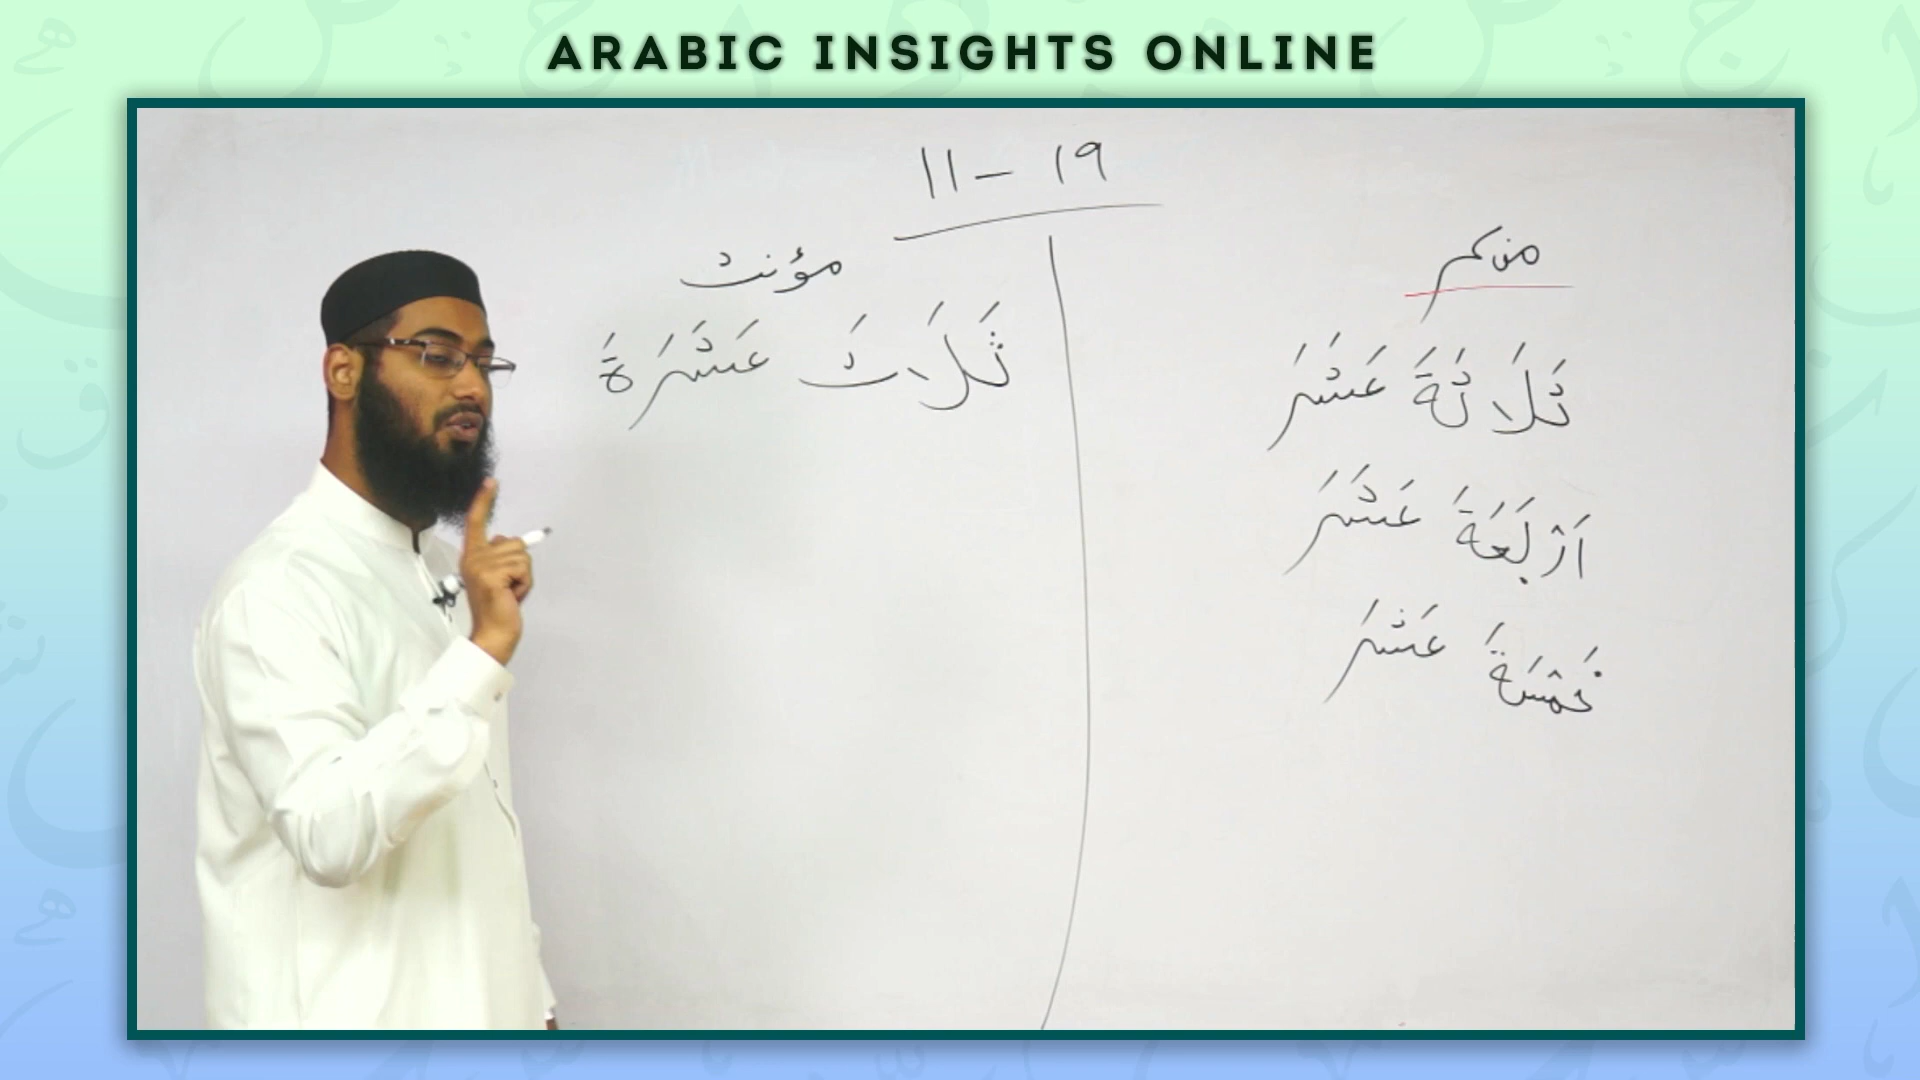 ARABIC INSIGHTS ONLINE
١١ – ١٩
مذكر
ثَلَاثَةَ عَشَرَ
اَرْبَعَةَ عَشَرَ
خَمْسَةَ عَشَرَ
مؤنث
ثَلَاثَ عَشَرَةَ